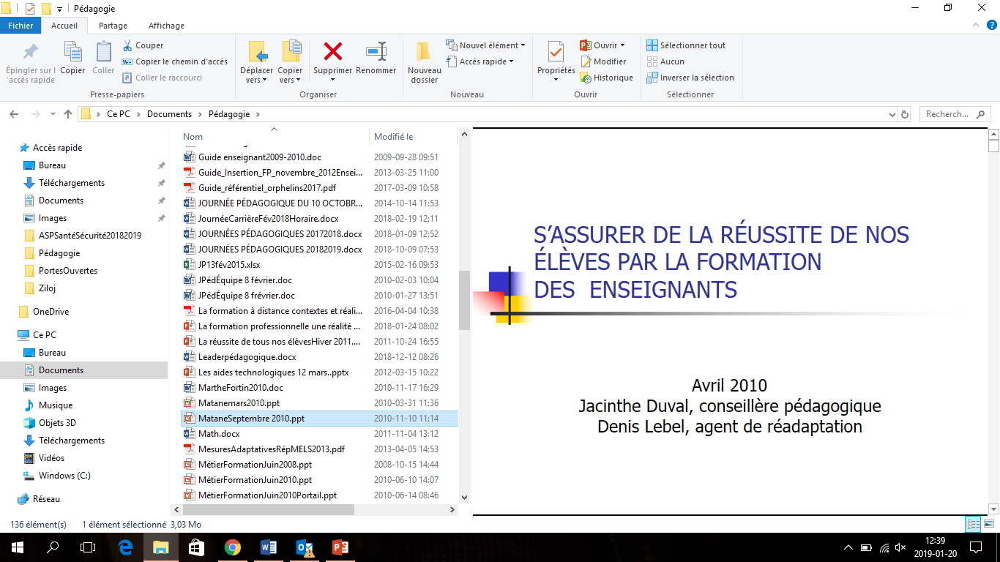 Pédagogie
Fichier Accueil Partage Affichage
Épingler sur l'accès rapide
Copier
Coller
Couper
Copier le chemin d'accès
Coller le raccourci
Presse-papiers
Déplacer vers
Copier vers
Supprimer
Renommer
Organiser
Nouveau dossier
Nouvel élément
Accès rapide
Nouveau
Propriétés
Ouvrir
Modifier
Historique
Ouvrir
Sélectionner tout
Aucun
Inverser la sélection
Sélectionner
Ce PC Documents Pédagogie
Recherch...
Accès rapide
Bureau
Téléchargements
Documents
Images
ASPSantéSécurité20182019
Pédagogie
PortesOuvertes
Ziloj
OneDrive
Ce PC
Bureau
Documents
Images
Musique
Objets 3D
Téléchargements
Vidéos
Windows (C:)
Réseau
Nom Modifié le
Guide enseignant2009-2010.doc 2009-09-28 09:51
Guide_Insertion_FP_novembre_2012Ensei... 2013-03-25 11:00
Guide_référentiel_orphelins2017.pdf 2017-03-09 10:58
JOURNÉE PÉDAGOGIQUE DU 10 OCTOBR... 2014-10-14 11:53
JournéeCarrièreFév2018Horaire.docx 2018-02-19 12:11
JOURNÉES PÉDAGOGIQUES 20172018.docx 2018-01-09 12:52
JOURNÉES PÉDAGOGIQUES 20182019.docx 2018-10-09 07:53
JP13fév2015.xlsx 2015-02-16 09:53
JPédÉquipe 8 février.doc 2010-02-03 10:04
JPédÉquipe 8 frévrier.doc 2010-01-27 13:51
La formation à distance contextes et réali... 2016-04-04 10:38
La formation professionnelle une réalité ... 2018-01-24 08:02
La réussite de tous nos élèvesHiver 2011.... 2011-10-24 16:55
Leaderpédagogique.docx 2018-12-12 08:26
Les aides technologiques 12 mars..pptx 2012-03-15 10:22
MartheFortin2010.doc 2010-11-17 16:29
Matanemars2010.ppt 2010-03-31 11:36
MataneSeptembre 2010.ppt 2010-11-10 11:14
Math.docx 2011-11-04 13:12
MesuresAdaptativesRépMELS2013.pdf 2013-04-05 14:53
MétierFormationJuin2008.ppt 2008-10-15 14:44
MétierFormationJuin2010.ppt 2010-06-10 14:07
MétierFormationJuin2010Portail.ppt 2010-06-14 08:46
S'ASSURER DE LA RÉUSSITE DE NOS
ÉLÈVES PAR LA FORMATION
DES ENSEIGNANTS
Avril 2010
Jacinthe Duval, conseillère pédagogique
Denis Lebel, agent de réadaptation
136 élément(s) 1 élément sélectionné 3,03 Mo
12:39
2019-01-20